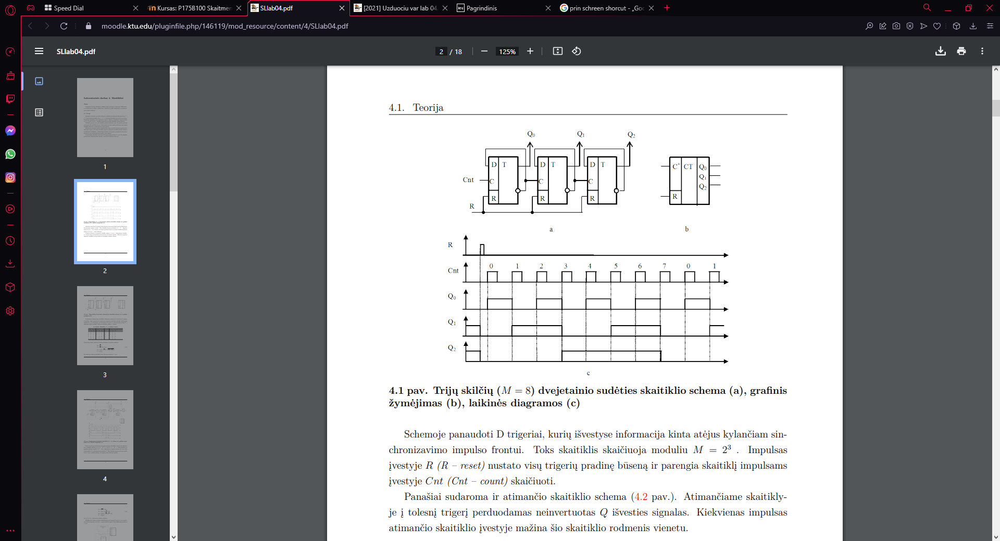 Speed Dial
Kursas: P175B100 Skaitmen
SLlab04.pdf
[2021] Uzduociu var lab 04.
ktu Pagrindinis
prin schreen shorcut - „Goo
moodle.ktu.edu/pluginfile.php/146119/mod_resource/content/4/SLlab04.pdf
SLlab04.pdf
2 / 18
125%
1
2
3
4
4.1. Teorija
Q0 Q1 Q2
D T D T D T C+ CT Q0
Cnt C C C Q1
Q2
R R R R
R
a b
R
Cnt 0 1 2 3 4 5 6 7 0 1
Q0
Q1
Q2
c
4.1 pav. Trijų skilčių (M = 8) dvejetainio sudėties skaitiklio schema (a), grafinis
žymėjimas (b), laikinės diagramos (c)
Schemoje panaudoti D trigeriai, kurių išvestyse informacija kinta atėjus kylančiam sin-
chronizavimo impulso frontui. Toks skaitiklis skaičiuoja moduliu M = 2³ . Impulsas
įvestyje R (R – reset) nustato visų trigerių pradinę būseną ir parengia skaitiklį impulsams
įvestyje Cnt (Cnt – count) skaičiuoti.
Panašiai sudaroma ir atimančio skaitiklio schema (4.2 pav.). Atimančiame skaitikly-
je į tolesnį trigerį perduodamas neinvertuotas Q išvesties signalas. Kiekvienas impulsas
atimančio skaitiklio įvestyje mažina šio skaitiklio rodmenis vienetu.